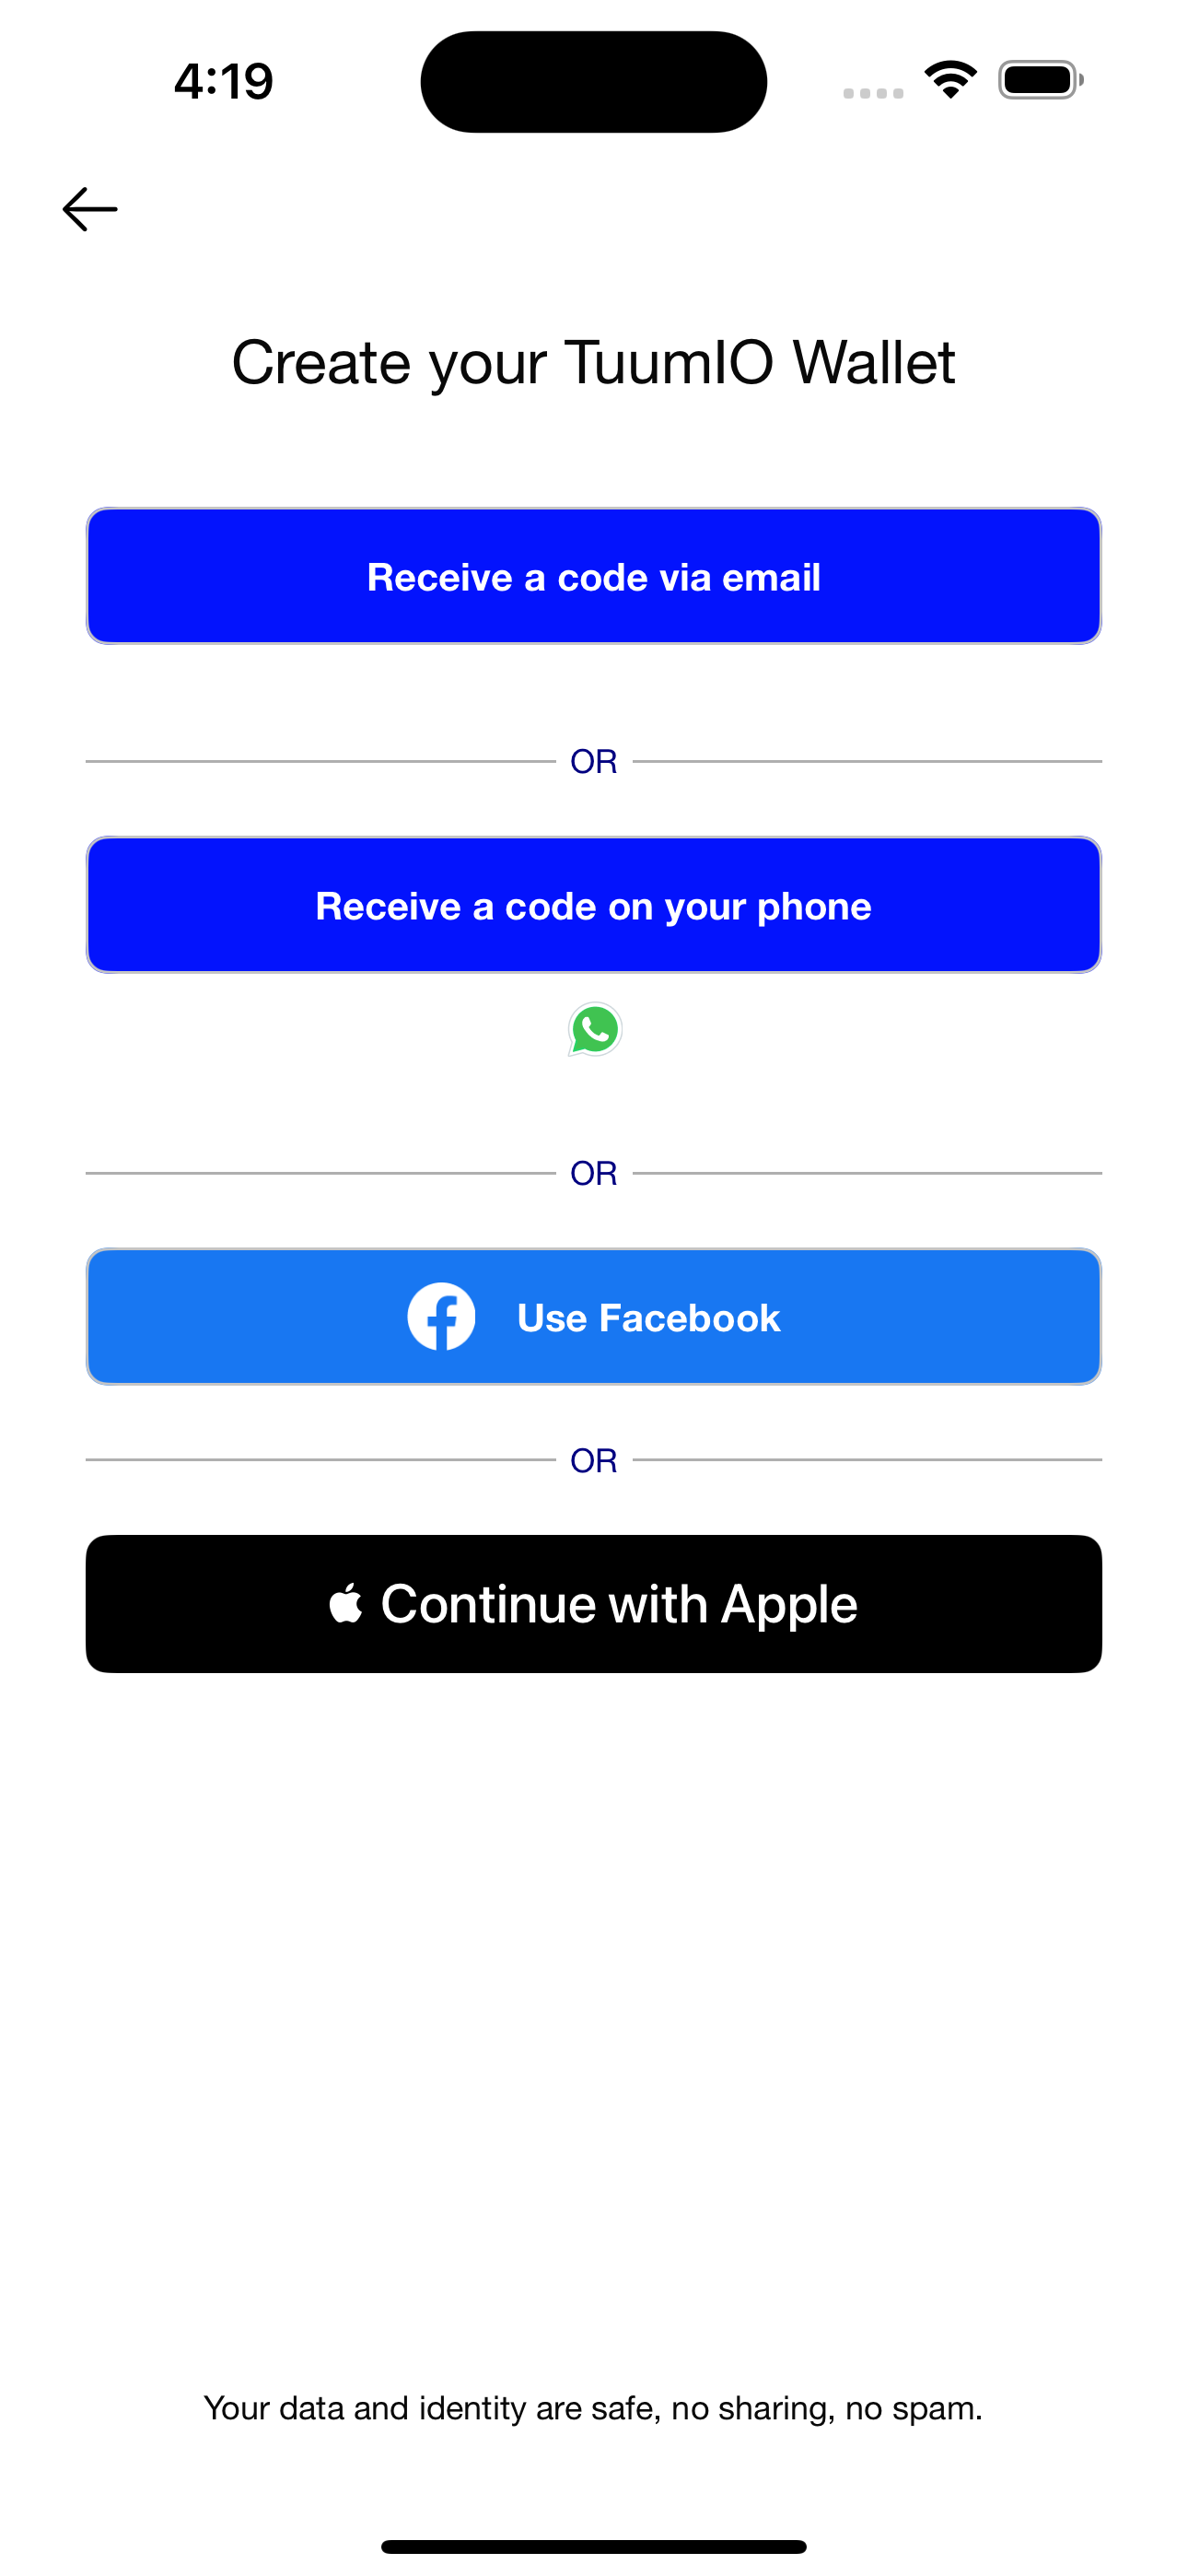 4:19
Create your TuumIO Wallet
Receive a code via email
OR
Receive a code on your phone
OR
Use Facebook
OR
Continue with Apple
Your data and identity are safe, no sharing, no spam.